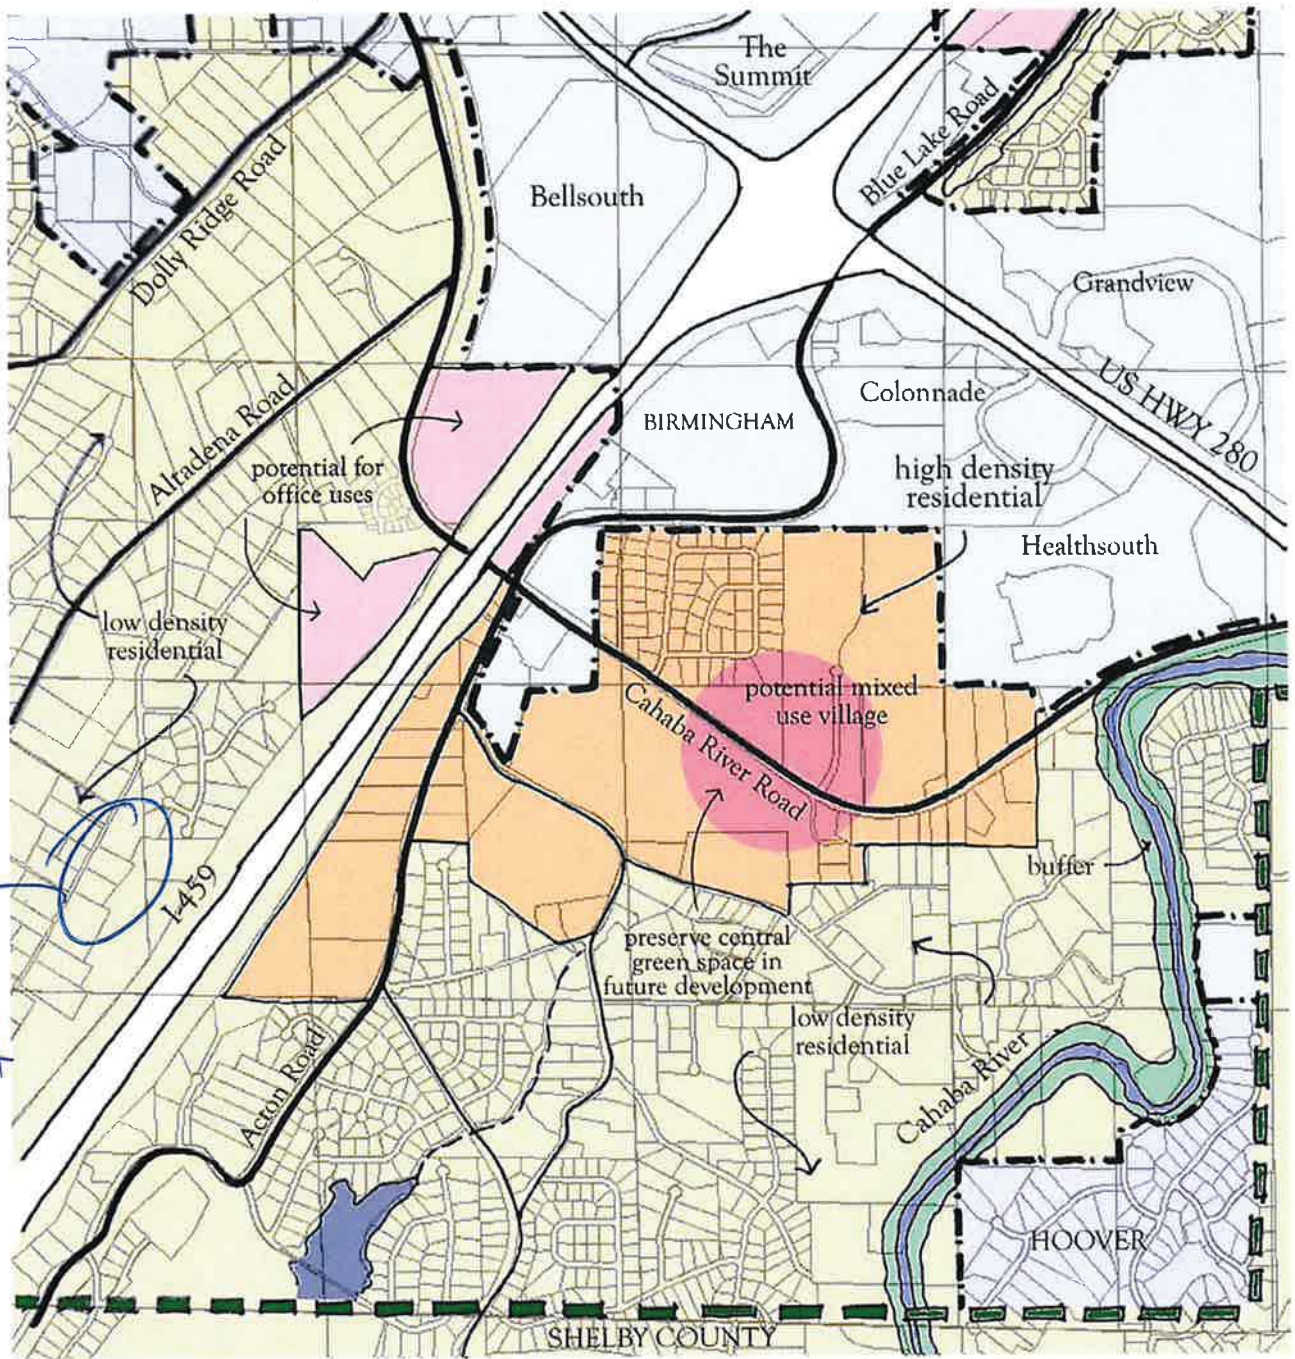 The
Summit
Blue Lake Road
Bellsouth
Dolly Ridge Road
Grandview
US HWY 280
Colonnade
BIRMINGHAM
Alradena Road
potential for
office uses
high density
residential
Healthsouth
low density
residential
potential mixed
use village
Cahaba River Road
I-459
buffer
preserve central
green space in
future development
low density
residential
Acton Road
Cahaba River
HOOVER
SHELBY COUNTY